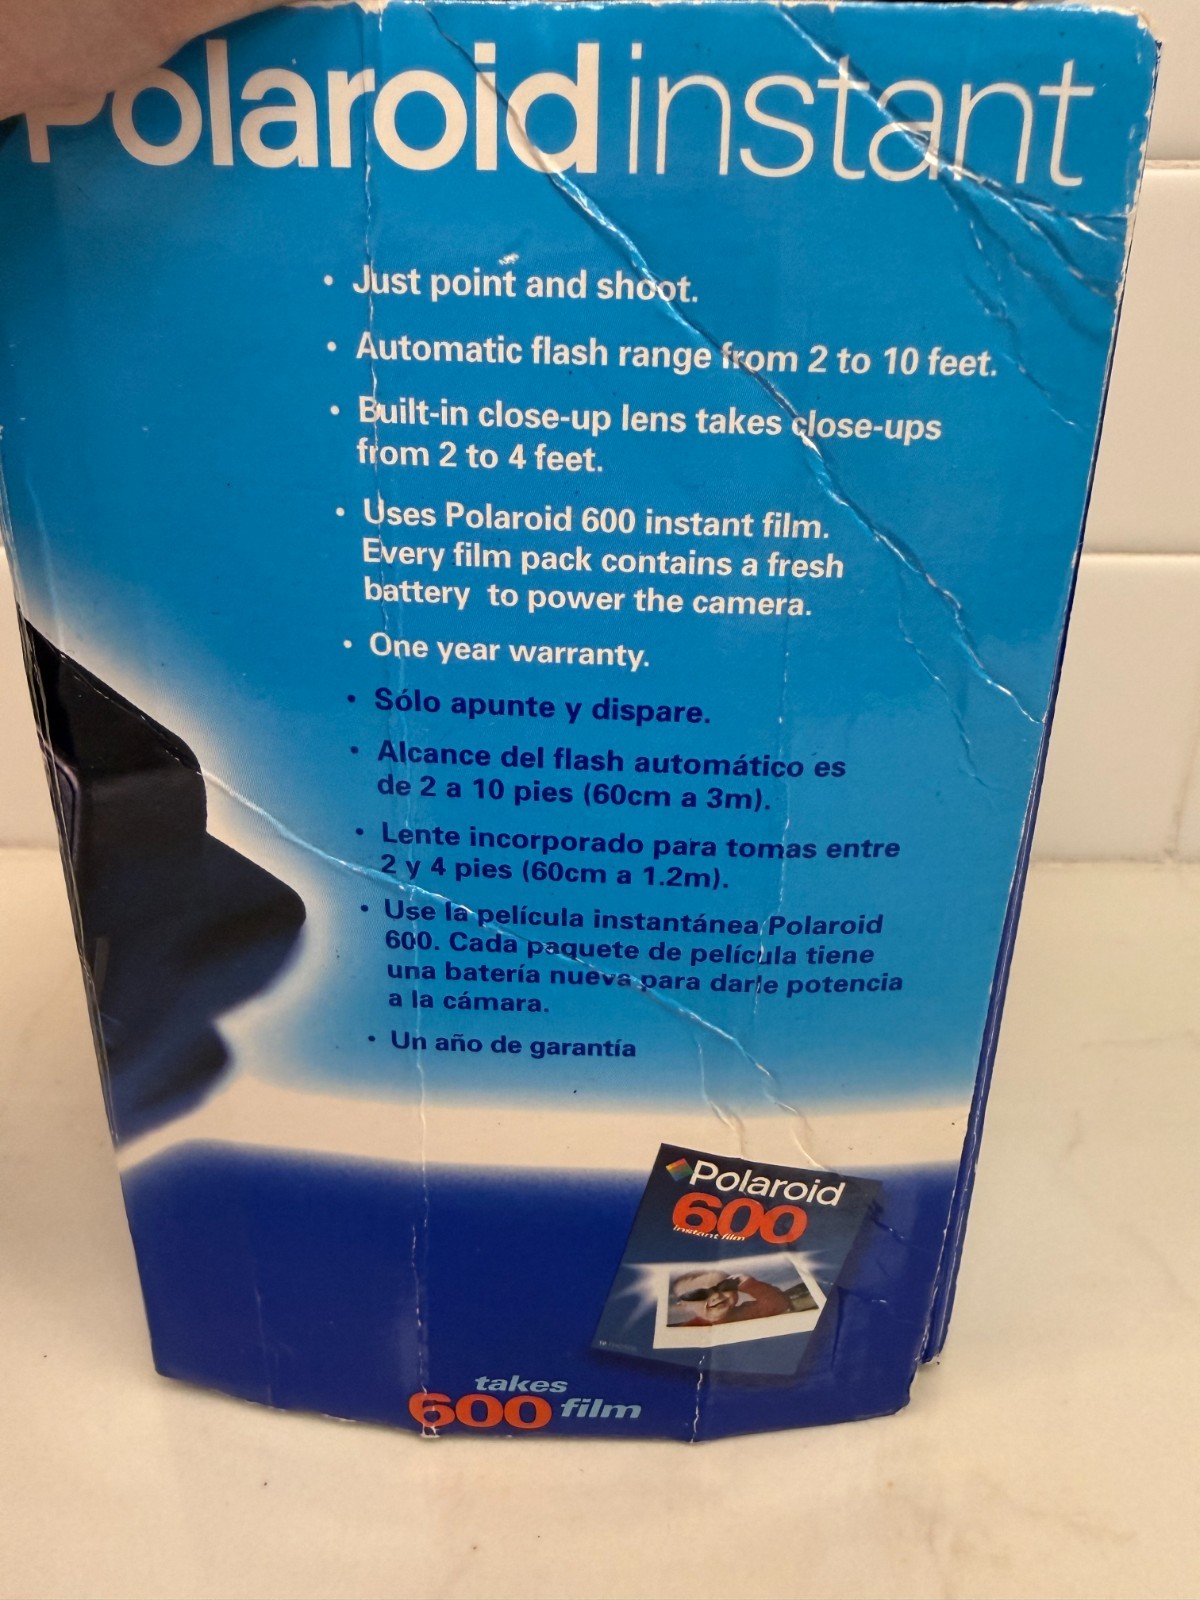 Polaroid instant
• Just point and shoot.
• Automatic flash range from 2 to 10 feet.
• Built-in close-up lens takes close-ups
from 2 to 4 feet.
• Uses Polaroid 600 instant film.
Every film pack contains a fresh
battery to power the camera.
• One year warranty.
• Sólo apunte y dispare.
• Alcance del flash automático es
de 2 a 10 pies (60cm a 3m).
• Lente incorporado para tomas entre
2 y 4 pies (60cm a 1.2m).
• Use la película instantánea Polaroid
600. Cada paquete de película tiene
una batería nueva para darle potencia
a la cámara.
• Un año de garantía
Polaroid
600
instant film
takes
600 film